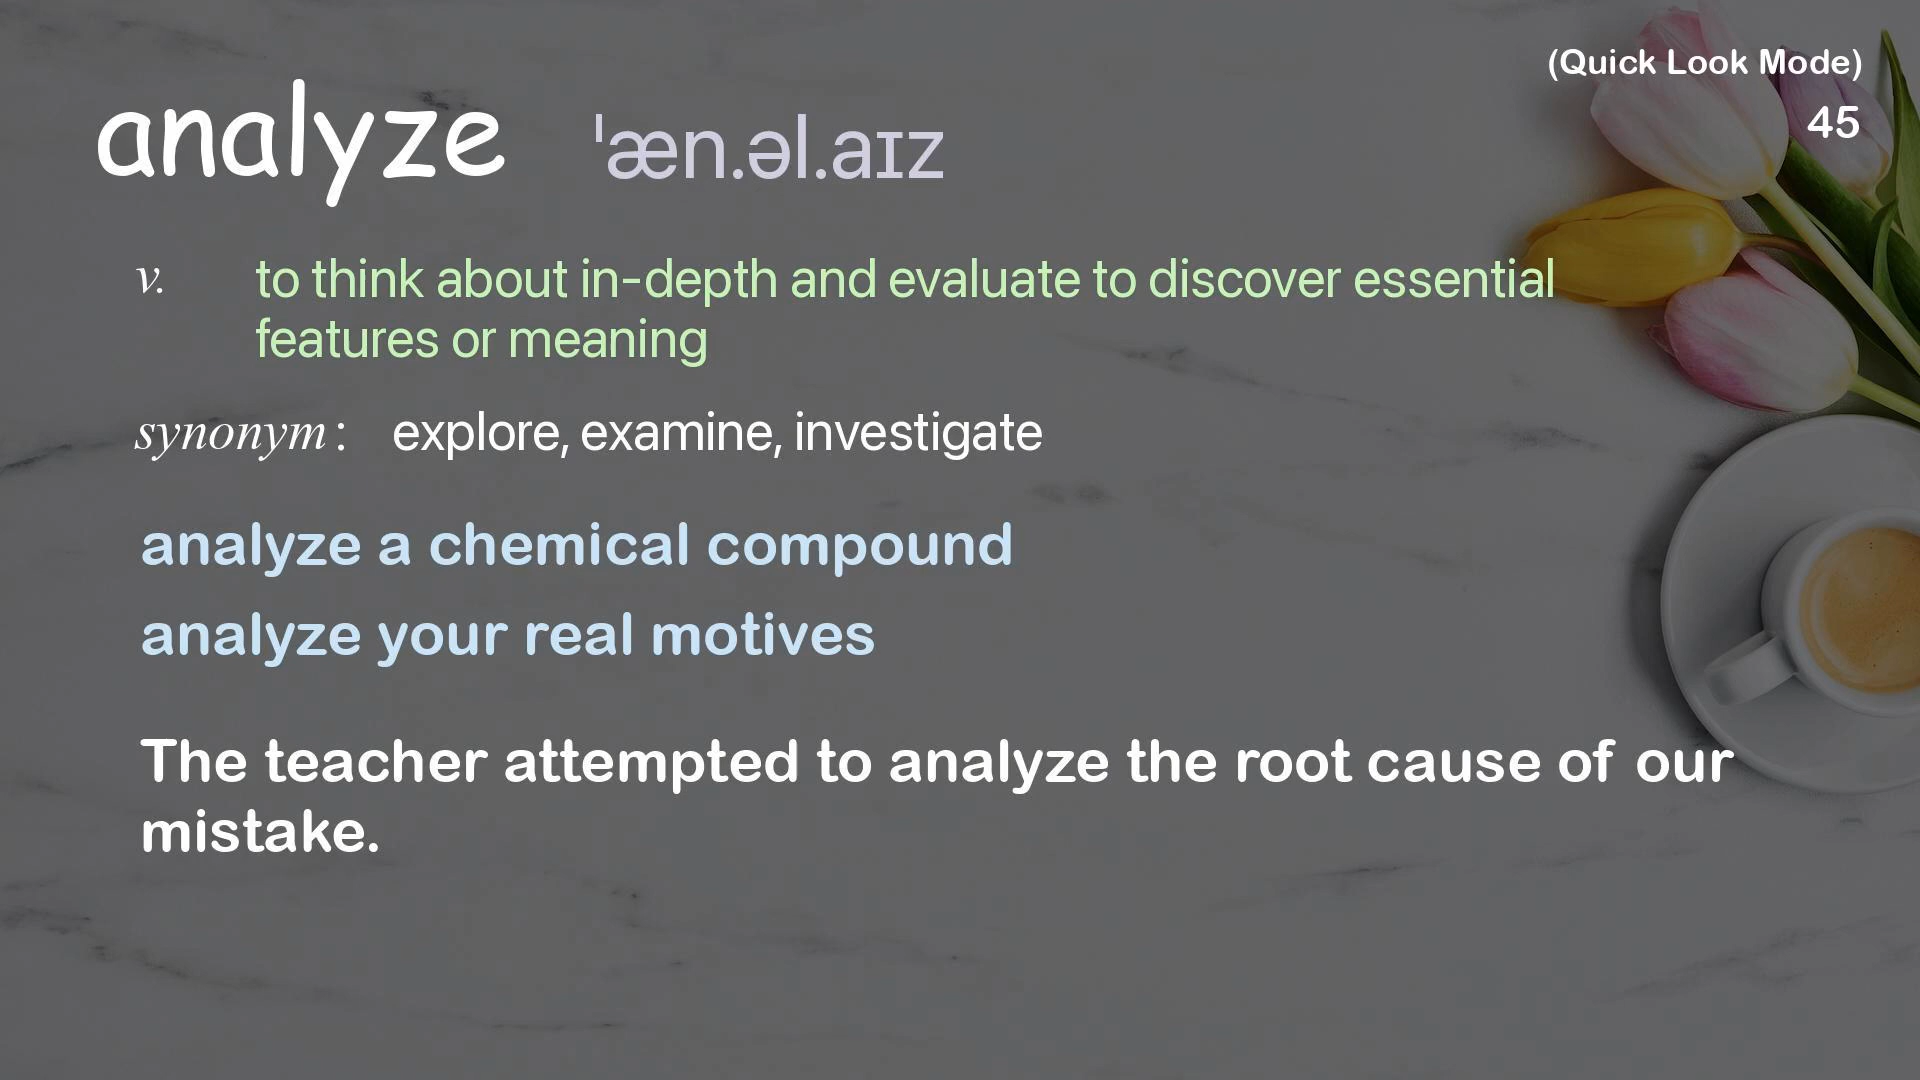 (Quick Look Mode)
45
analyze ˈæn.əl.aɪz
v. to think about in-depth and evaluate to discover essential
features or meaning
synonym: explore, examine, investigate
analyze a chemical compound
analyze your real motives
The teacher attempted to analyze the root cause of our
mistake.